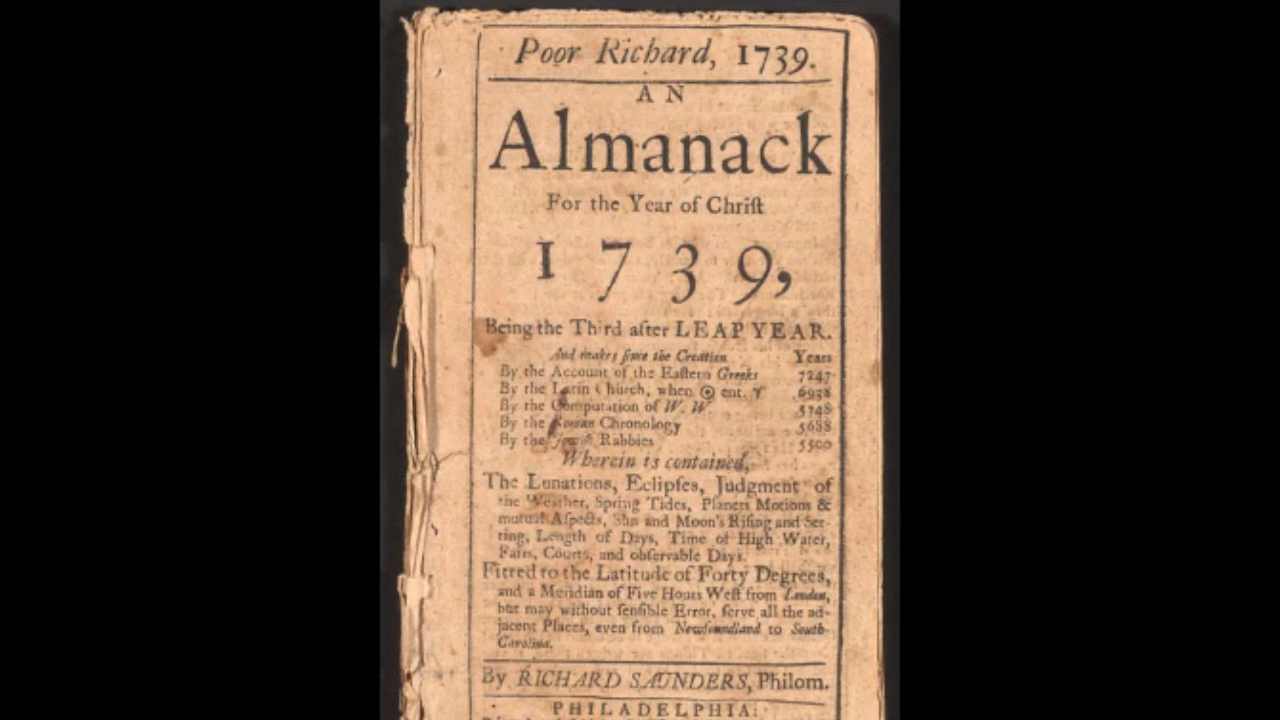 Poor Richard, 1739.
AN
Almanack
For the Year of Chriſt
1739,
Being the Third after LEAP YEAR.
And makes ſince the Creation Years
By the Account of the Eaſtern Greeks 7247
By the Latin Church, when ☉ ent. ♈ 6938
By the Computation of W. W. 5748
By the Roman Chronology 5688
By the Jewiſh Rabbies 5500
Wherein is contained,
The Lunations, Eclipſes, Judgment of
the Weather, Spring Tides, Planets Motions &
mutual Aſpects, Sun and Moon's Riſing and Set-
ting, Length of Days, Time of High Water,
Fairs, Courts, and obſervable Days.
Fitted to the Latitude of Forty Degrees,
and a Meridian of Five Hours Weſt from London,
but may without ſenſible Error, ſerve all the ad-
jacent Places, even from Newfoundland to South-
Carolina.
By RICHARD SAUNDERS, Philom.
PHILADELPHIA: